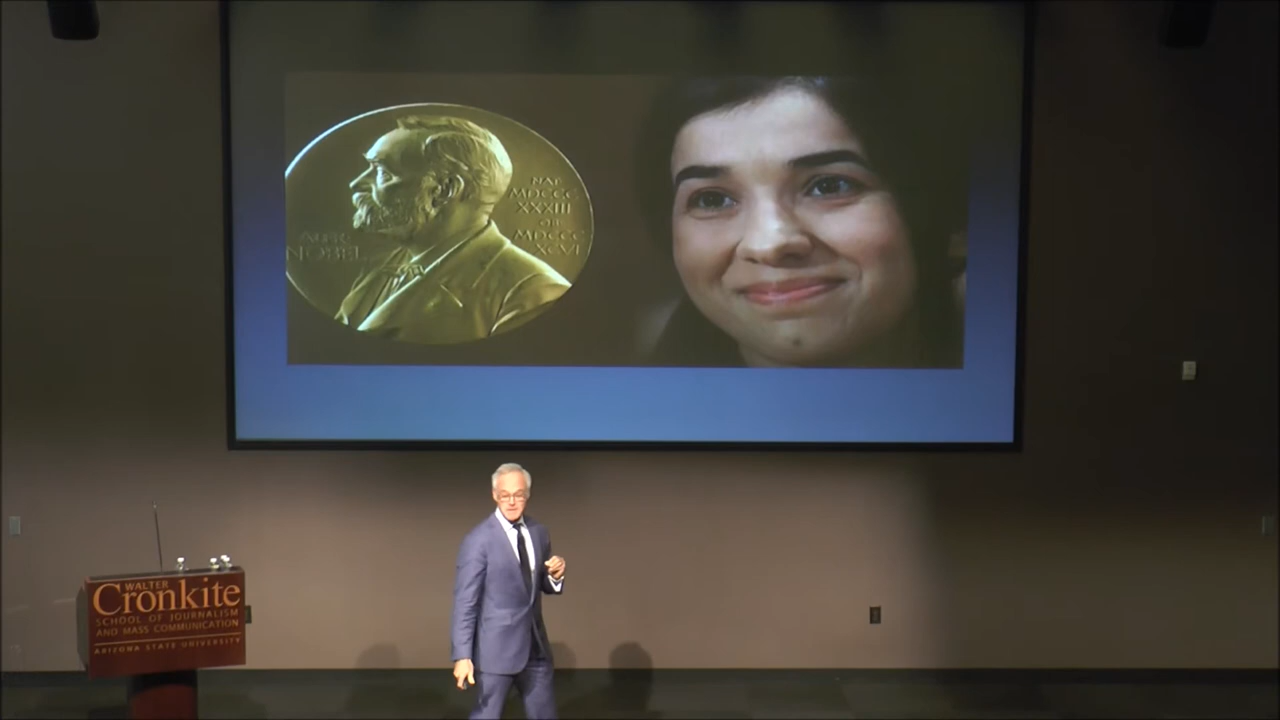 ALFR·
NOBEL
NAT·
MDCCC
XXXIII
OB·
MDCCC
XCVI
WALTER
Cronkite
SCHOOL OF JOURNALISM
AND MASS COMMUNICATION
ARIZONA STATE UNIVERSITY